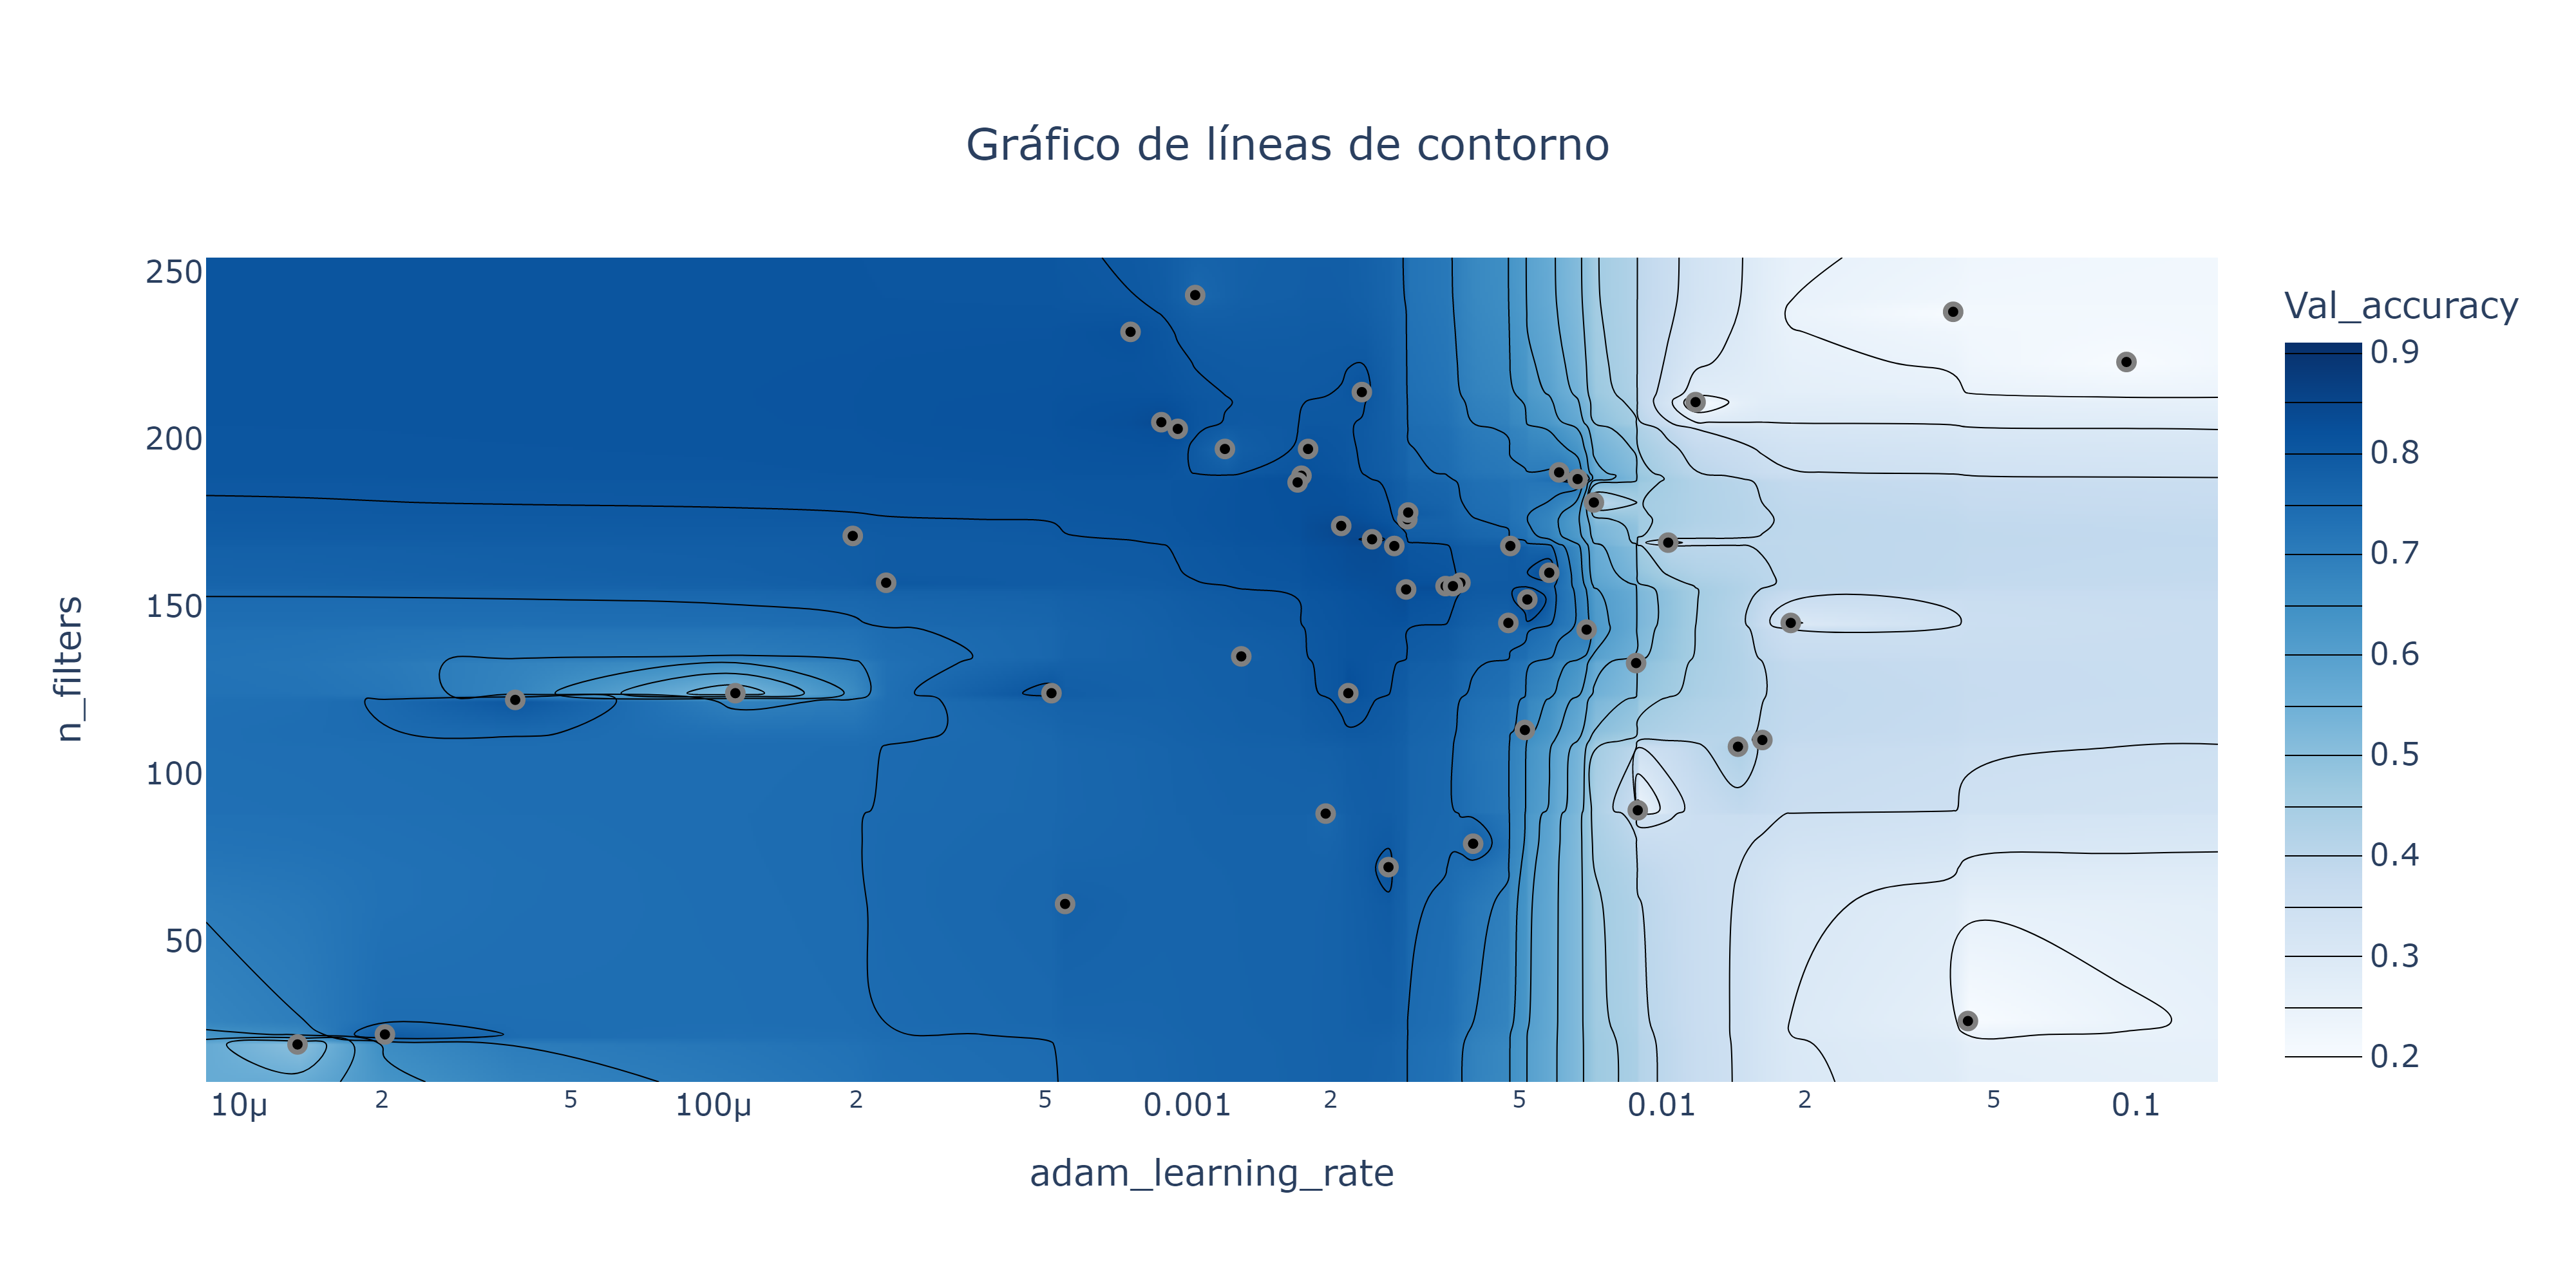 Gráfico de líneas de contorno
Val_accuracy
0.9
0.8
0.7
0.6
0.5
0.4
0.3
0.2
n_filters
250
200
150
100
50
10μ 2 5 100μ 2 5 0.001 2 5 0.01 2 5 0.1
adam_learning_rate